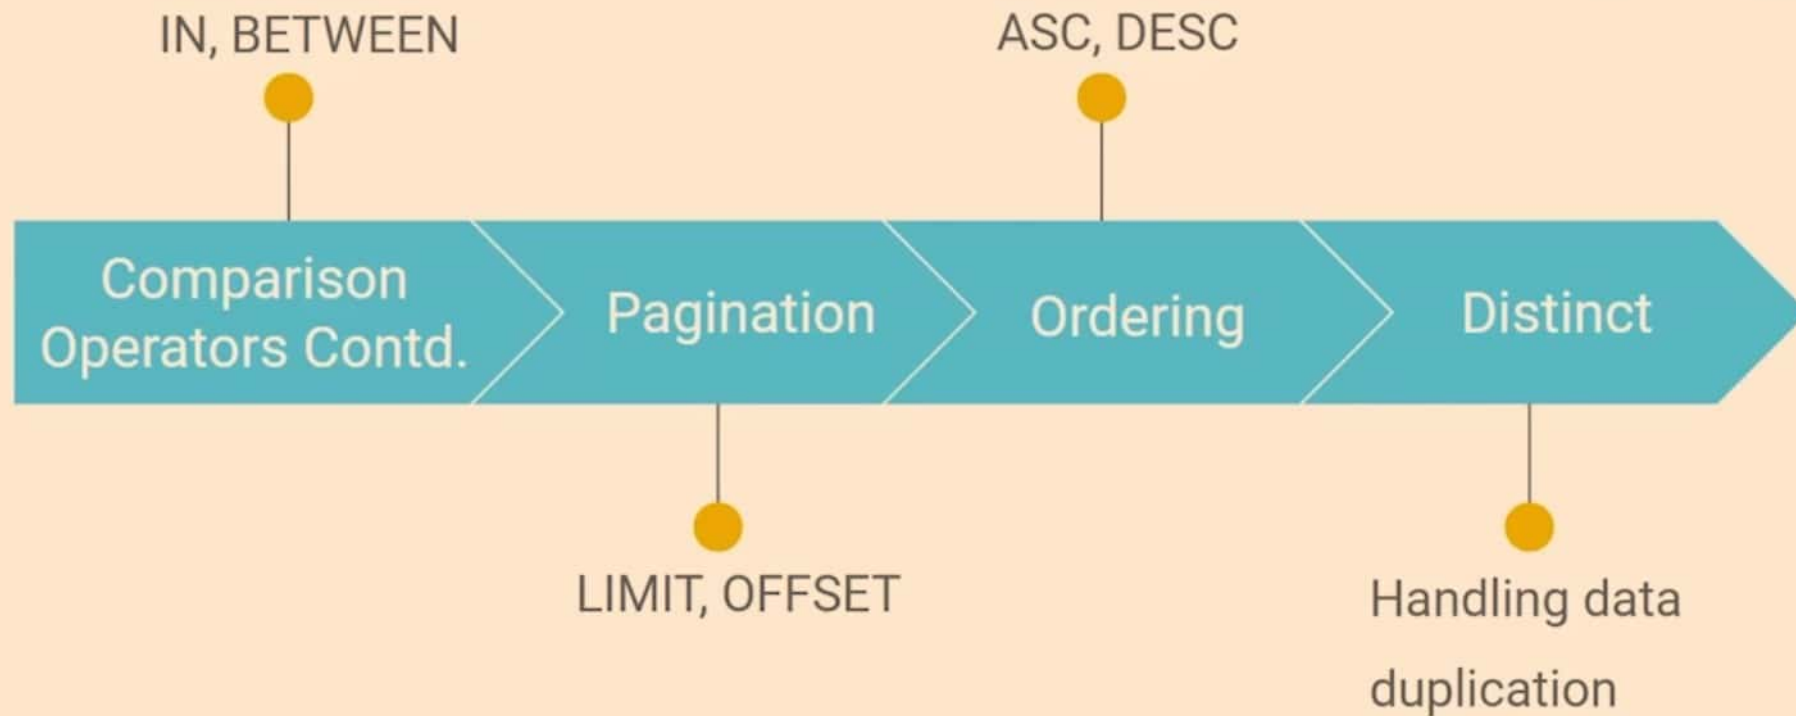 IN, BETWEEN
ASC, DESC
Comparison
Operators Contd.
Pagination
Ordering
Distinct
LIMIT, OFFSET
Handling data
duplication